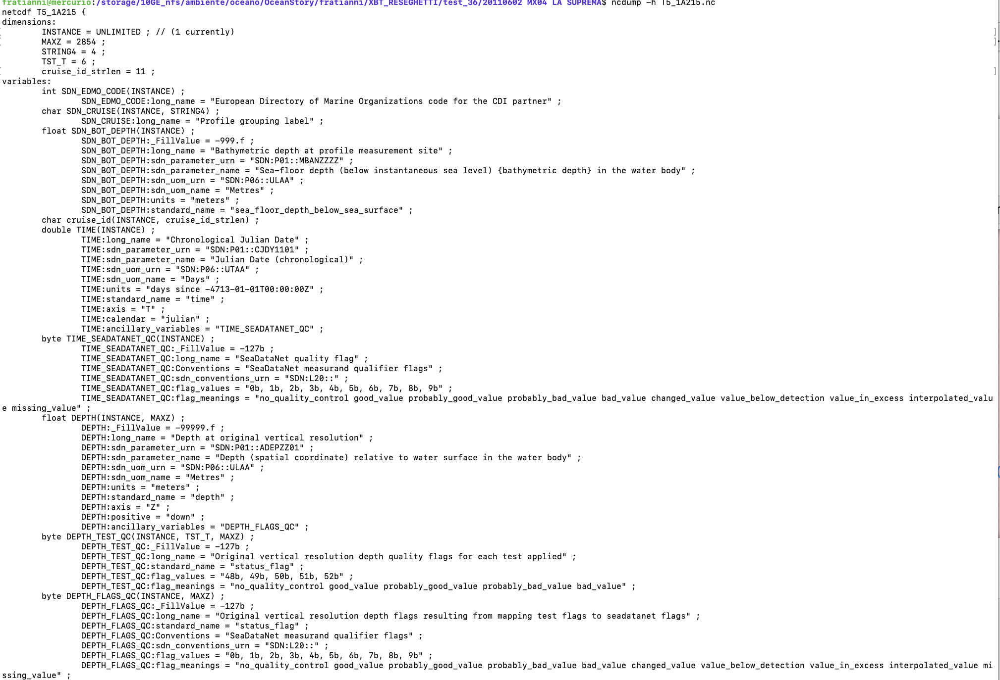 fratianni@mercurio:/storage/10GE_nfs/ambiente/oceano/OceanStory/fratianni/XBT_RESEGHETTI/test_36/20110602 MX04 LA SUPREMA$ ncdump -h T5_1A215.nc
netcdf T5_1A215 {
dimensions:
        INSTANCE = UNLIMITED ; // (1 currently)
        MAXZ = 2854 ;
        STRING4 = 4 ;
        TST_T = 6 ;
        cruise_id_strlen = 11 ;
variables:
        int SDN_EDMO_CODE(INSTANCE) ;
                SDN_EDMO_CODE:long_name = "European Directory of Marine Organizations code for the CDI partner" ;
        char SDN_CRUISE(INSTANCE, STRING4) ;
                SDN_CRUISE:long_name = "Profile grouping label" ;
        float SDN_BOT_DEPTH(INSTANCE) ;
                SDN_BOT_DEPTH:_FillValue = -999.f ;
                SDN_BOT_DEPTH:long_name = "Bathymetric depth at profile measurement site" ;
                SDN_BOT_DEPTH:sdn_parameter_urn = "SDN:P01::MBANZZZZ" ;
                SDN_BOT_DEPTH:sdn_parameter_name = "Sea-floor depth (below instantaneous sea level) {bathymetric depth} in the water body" ;
                SDN_BOT_DEPTH:sdn_uom_urn = "SDN:P06::ULAA" ;
                SDN_BOT_DEPTH:sdn_uom_name = "Metres" ;
                SDN_BOT_DEPTH:units = "meters" ;
                SDN_BOT_DEPTH:standard_name = "sea_floor_depth_below_sea_surface" ;
        char cruise_id(INSTANCE, cruise_id_strlen) ;
        double TIME(INSTANCE) ;
                TIME:long_name = "Chronological Julian Date" ;
                TIME:sdn_parameter_urn = "SDN:P01::CJDY1101" ;
                TIME:sdn_parameter_name = "Julian Date (chronological)" ;
                TIME:sdn_uom_urn = "SDN:P06::UTAA" ;
                TIME:sdn_uom_name = "Days" ;
                TIME:units = "days since -4713-01-01T00:00:00Z" ;
                TIME:standard_name = "time" ;
                TIME:axis = "T" ;
                TIME:calendar = "julian" ;
                TIME:ancillary_variables = "TIME_SEADATANET_QC" ;
        byte TIME_SEADATANET_QC(INSTANCE) ;
                TIME_SEADATANET_QC:_FillValue = -127b ;
                TIME_SEADATANET_QC:long_name = "SeaDataNet quality flag" ;
                TIME_SEADATANET_QC:Conventions = "SeaDataNet measurand qualifier flags" ;
                TIME_SEADATANET_QC:sdn_conventions_urn = "SDN:L20::" ;
                TIME_SEADATANET_QC:flag_values = "0b, 1b, 2b, 3b, 4b, 5b, 6b, 7b, 8b, 9b" ;
                TIME_SEADATANET_QC:flag_meanings = "no_quality_control good_value probably_good_value probably_bad_value bad_value changed_value value_below_detection value_in_excess interpolated_valu
e missing_value" ;
        float DEPTH(INSTANCE, MAXZ) ;
                DEPTH:_FillValue = -99999.f ;
                DEPTH:long_name = "Depth at original vertical resolution" ;
                DEPTH:sdn_parameter_urn = "SDN:P01::ADEPZZ01" ;
                DEPTH:sdn_parameter_name = "Depth (spatial coordinate) relative to water surface in the water body" ;
                DEPTH:sdn_uom_urn = "SDN:P06::ULAA" ;
                DEPTH:sdn_uom_name = "Metres" ;
                DEPTH:units = "meters" ;
                DEPTH:standard_name = "depth" ;
                DEPTH:axis = "Z" ;
                DEPTH:positive = "down" ;
                DEPTH:ancillary_variables = "DEPTH_FLAGS_QC" ;
        byte DEPTH_TEST_QC(INSTANCE, TST_T, MAXZ) ;
                DEPTH_TEST_QC:_FillValue = -127b ;
                DEPTH_TEST_QC:long_name = "Original vertical resolution depth quality flags for each test applied" ;
                DEPTH_TEST_QC:standard_name = "status_flag" ;
                DEPTH_TEST_QC:flag_values = "48b, 49b, 50b, 51b, 52b" ;
                DEPTH_TEST_QC:flag_meanings = "no_quality_control good_value probably_good_value probably_bad_value bad_value" ;
        byte DEPTH_FLAGS_QC(INSTANCE, MAXZ) ;
                DEPTH_FLAGS_QC:_FillValue = -127b ;
                DEPTH_FLAGS_QC:long_name = "Original vertical resolution depth flags resulting from mapping test flags to seadatanet flags" ;
                DEPTH_FLAGS_QC:standard_name = "status_flag" ;
                DEPTH_FLAGS_QC:Conventions = "SeaDataNet measurand qualifier flags" ;
                DEPTH_FLAGS_QC:sdn_conventions_urn = "SDN:L20::" ;
                DEPTH_FLAGS_QC:flag_values = "0b, 1b, 2b, 3b, 4b, 5b, 6b, 7b, 8b, 9b" ;
                DEPTH_FLAGS_QC:flag_meanings = "no_quality_control good_value probably_good_value probably_bad_value bad_value changed_value value_below_detection value_in_excess interpolated_value mi
ssing_value" ;